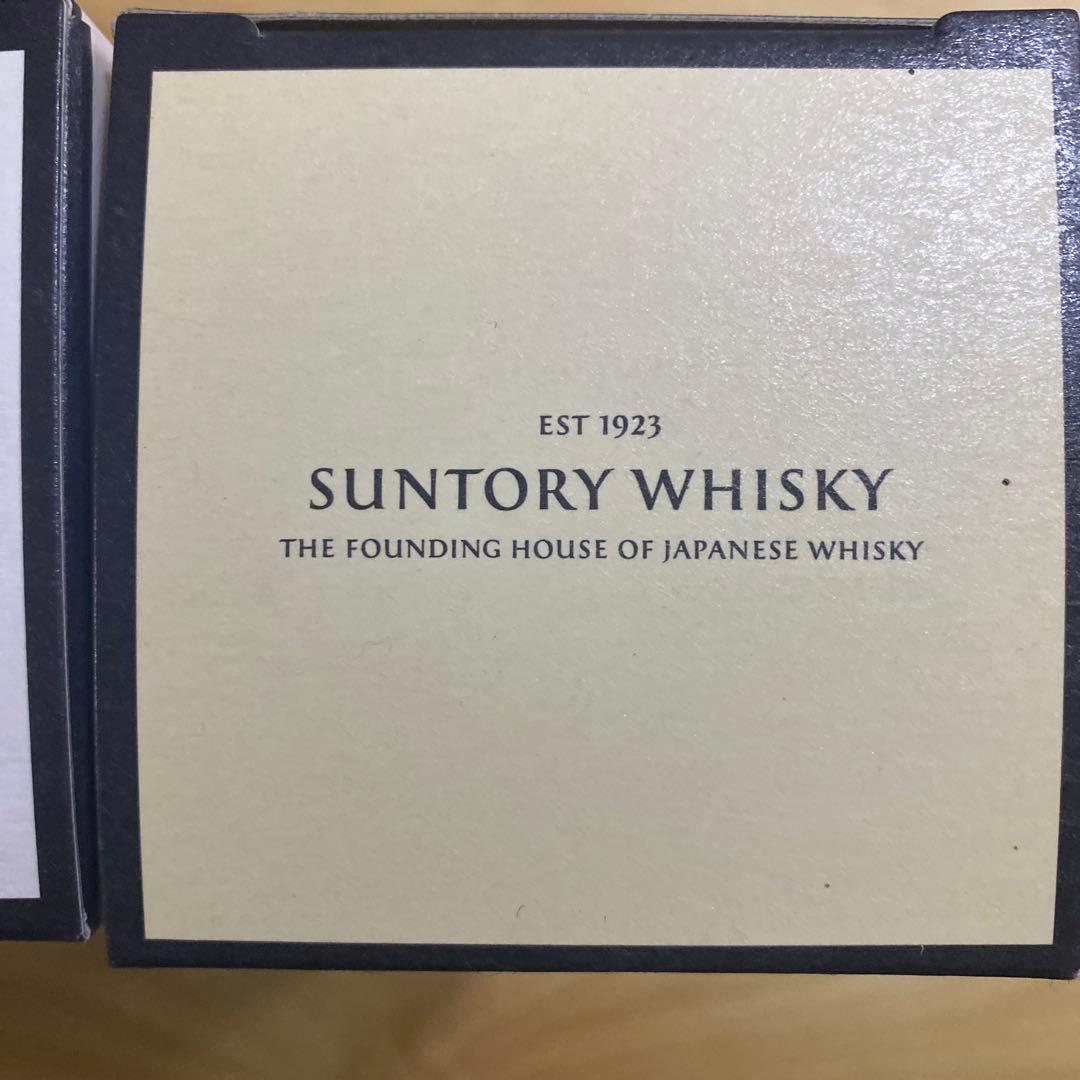 EST 1923
SUNTORY WHISKY
THE FOUNDING HOUSE OF JAPANESE WHISKY